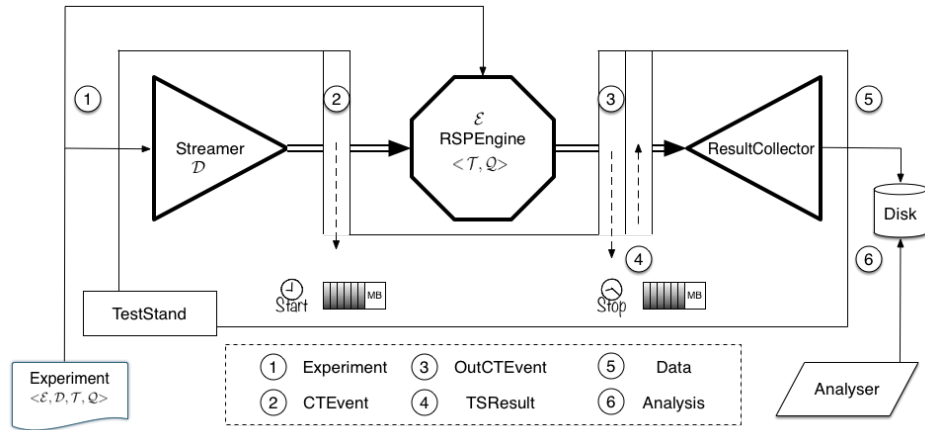 1
2
3
5
Streamer
𝒟
ℰ
RSPEngine
<𝒯, 𝒬>
ResultCollector
Disk
4
6
Start
MB
Stop
MB
TestStand
Experiment
<ℰ, 𝒟, 𝒯, 𝒬>
1 Experiment 3 OutCTEvent 5 Data
2 CTEvent 4 TSResult 6 Analysis
Analyser